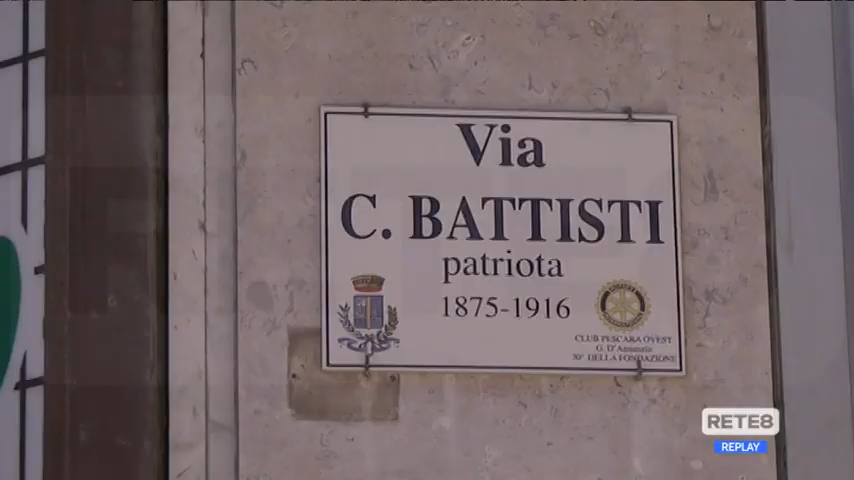 Via
C. BATTISTI
patriota
1875-1916
CLUB PESCARA OVEST
G. D'Annunzio
30° DELLA FONDAZIONE
RETE8
REPLAY